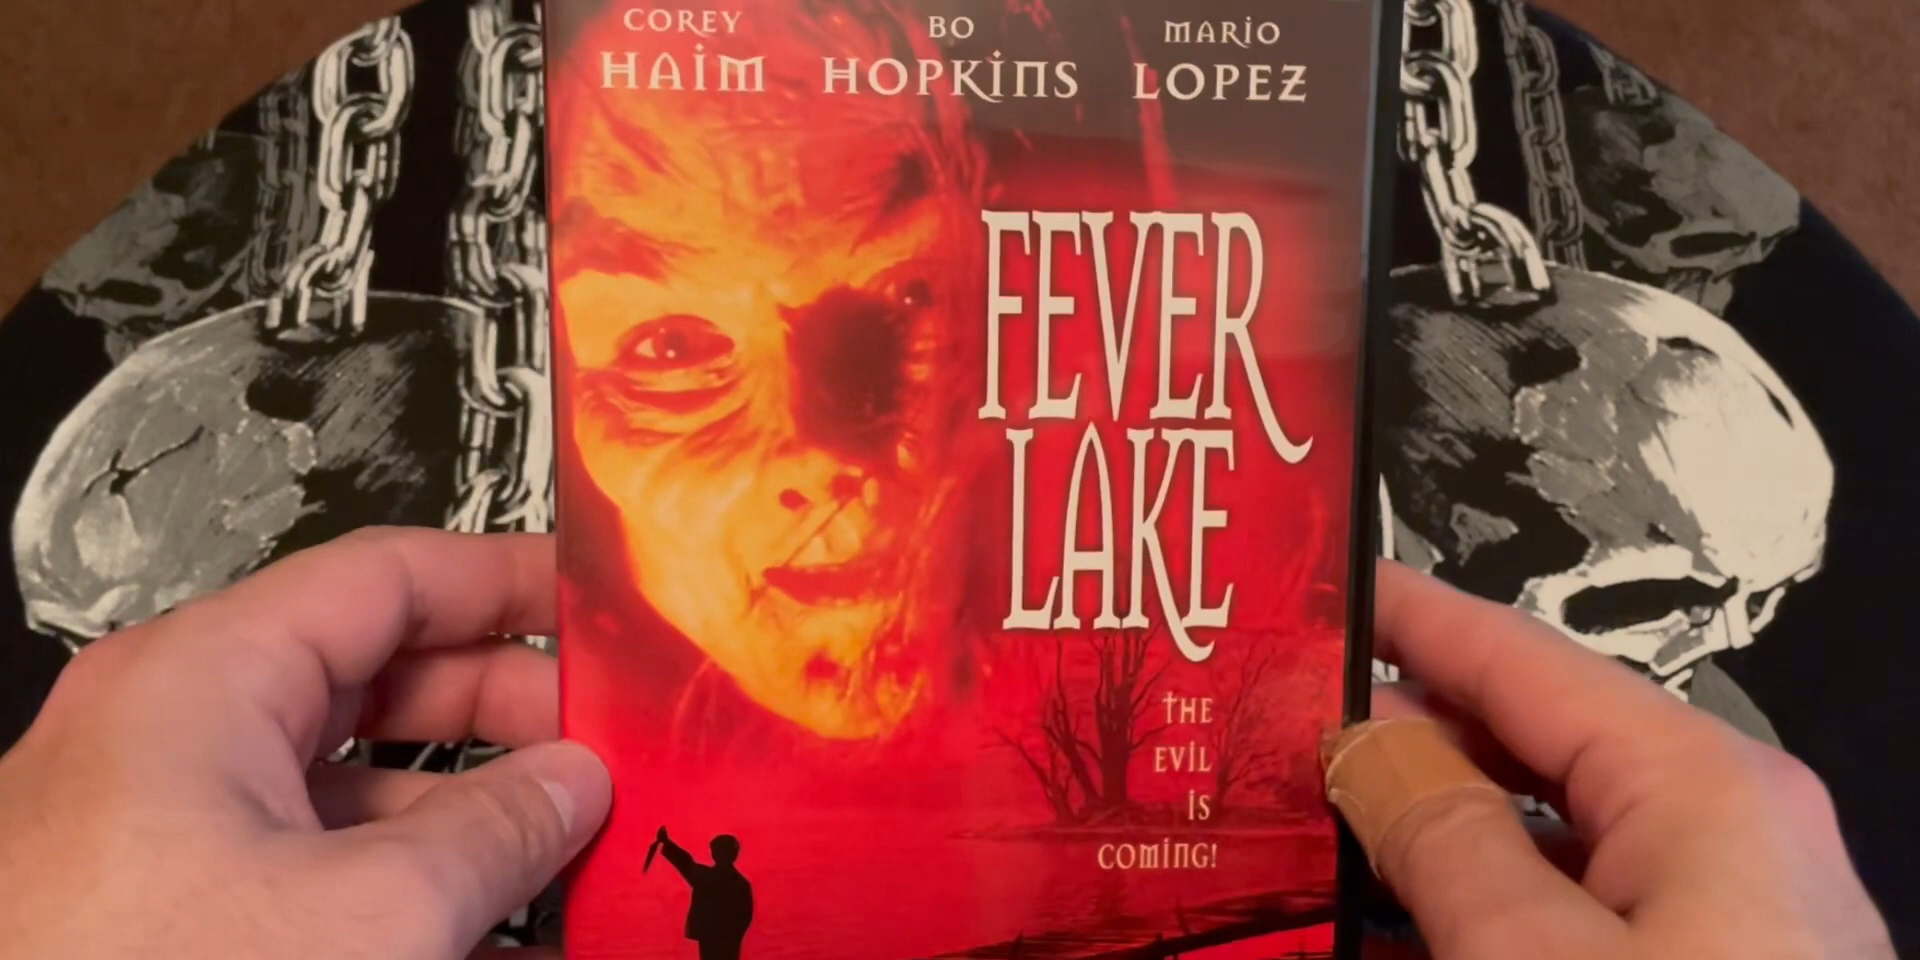 COREY BO MARIO
HAIM HOPKINS LOPEZ
FEVER
LAKE
THE
EVIL
IS
COMING!